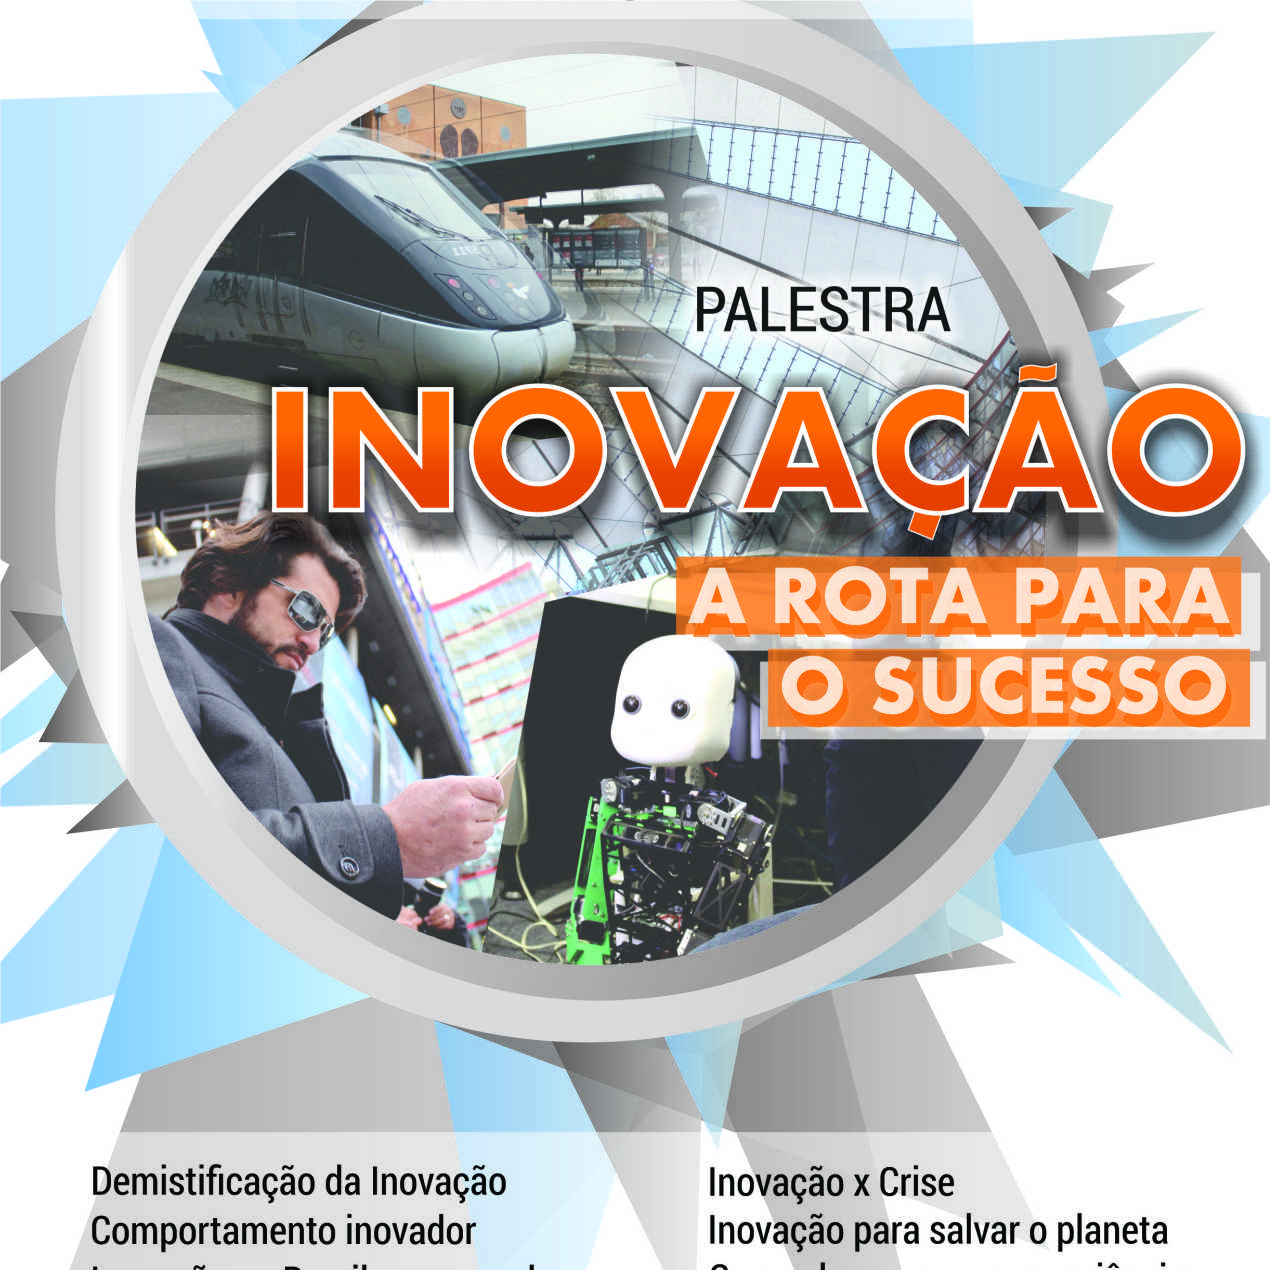 PALESTRA
INOVAÇÃO
A ROTA PARA
O SUCESSO
Demistificação da Inovação
Comportamento inovador
Inovação x Crise
Inovação para salvar o planeta